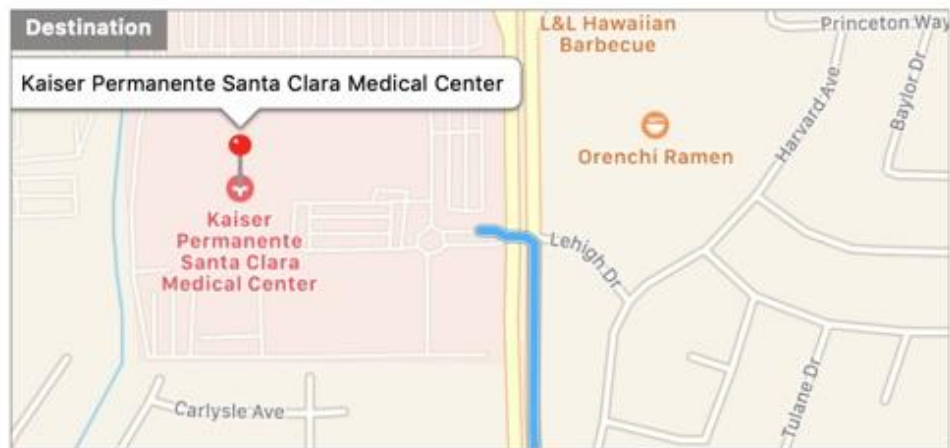 Destination
Kaiser Permanente Santa Clara Medical Center
L&L Hawaiian
Barbecue
Princeton Way
Baylor Dr
Harvard Ave
Orenchi Ramen
Kaiser
Permanente
Santa Clara
Medical Center
Lehigh Dr
Carlysle Ave
Tulane Dr